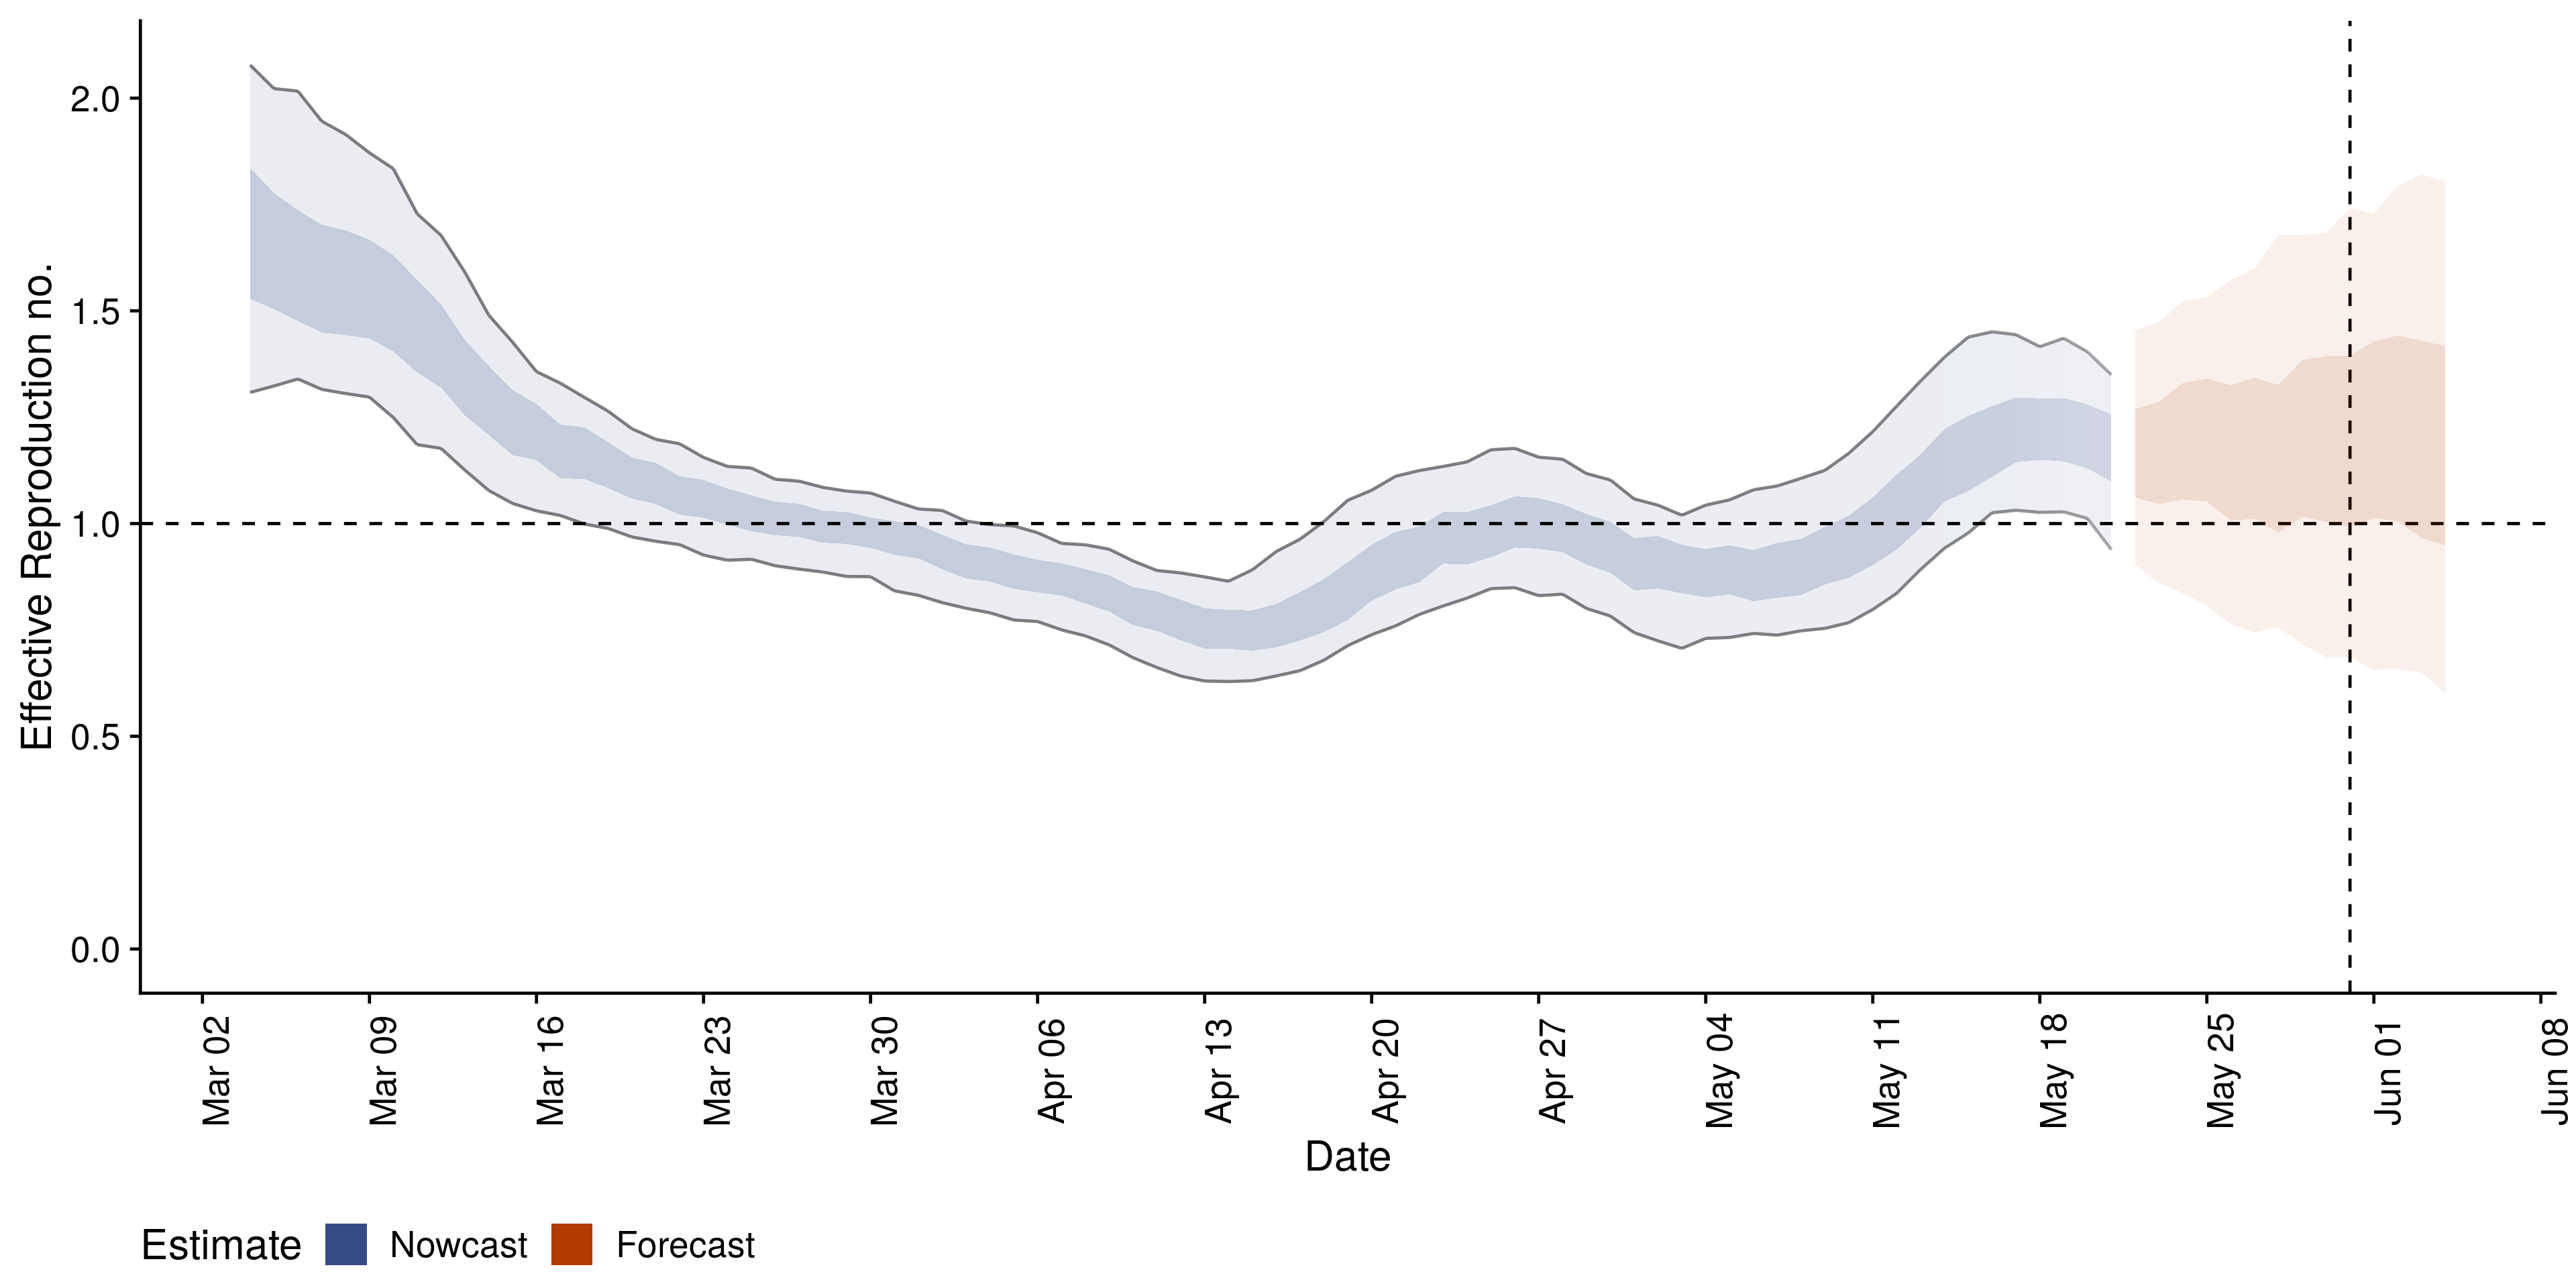 Effective Reproduction no.
2.0
1.5
1.0
0.5
0.0
Mar 02
Mar 09
Mar 16
Mar 23
Mar 30
Apr 06
Apr 13
Apr 20
Apr 27
May 04
May 11
May 18
May 25
Jun 01
Jun 08
Date
Estimate Nowcast Forecast